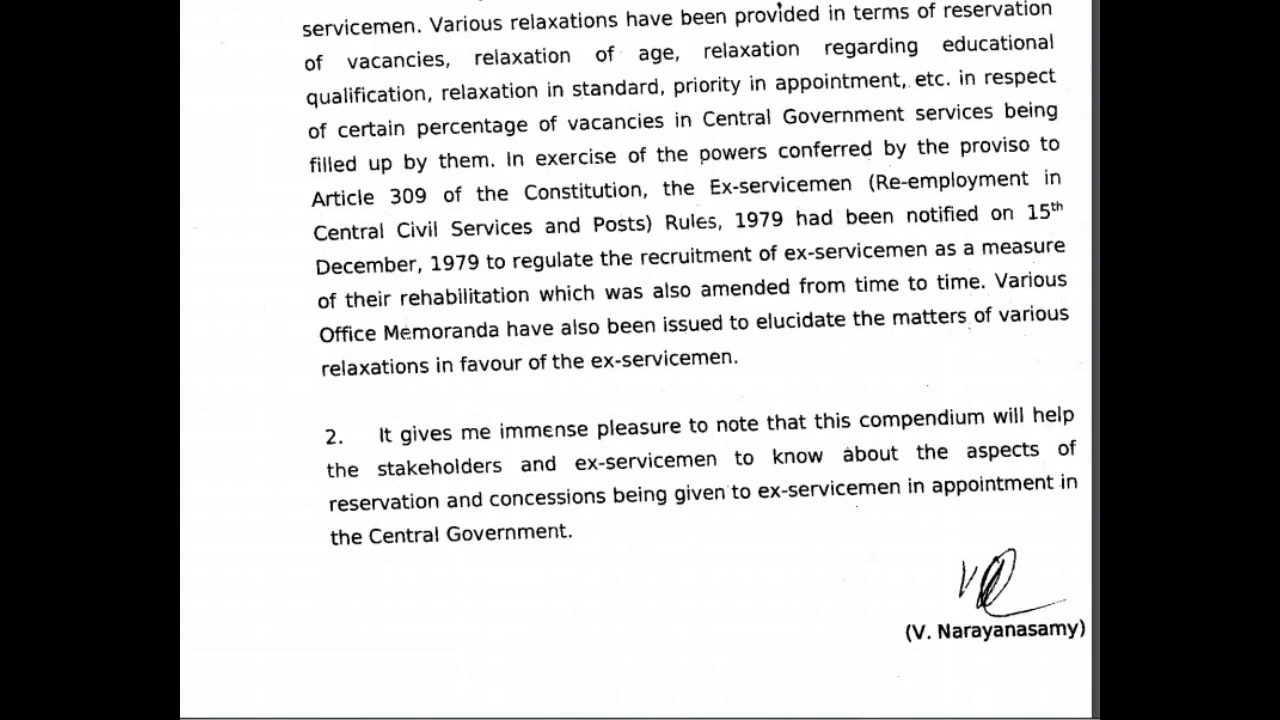 servicemen. Various relaxations have been provided in terms of reservation
of vacancies, relaxation of age, relaxation regarding educational
qualification, relaxation in standard, priority in appointment, etc. in respect
of certain percentage of vacancies in Central Government services being
filled up by them. In exercise of the powers conferred by the proviso to
Article 309 of the Constitution, the Ex-servicemen (Re-employment in
Central Civil Services and Posts) Rules, 1979 had been notified on 15th
December, 1979 to regulate the recruitment of ex-servicemen as a measure
of their rehabilitation which was also amended from time to time. Various
Office Memoranda have also been issued to elucidate the matters of various
relaxations in favour of the ex-servicemen.
2. It gives me immense pleasure to note that this compendium will help
the stakeholders and ex-servicemen to know about the aspects of
reservation and concessions being given to ex-servicemen in appointment in
the Central Government.
(V. Narayanasamy)